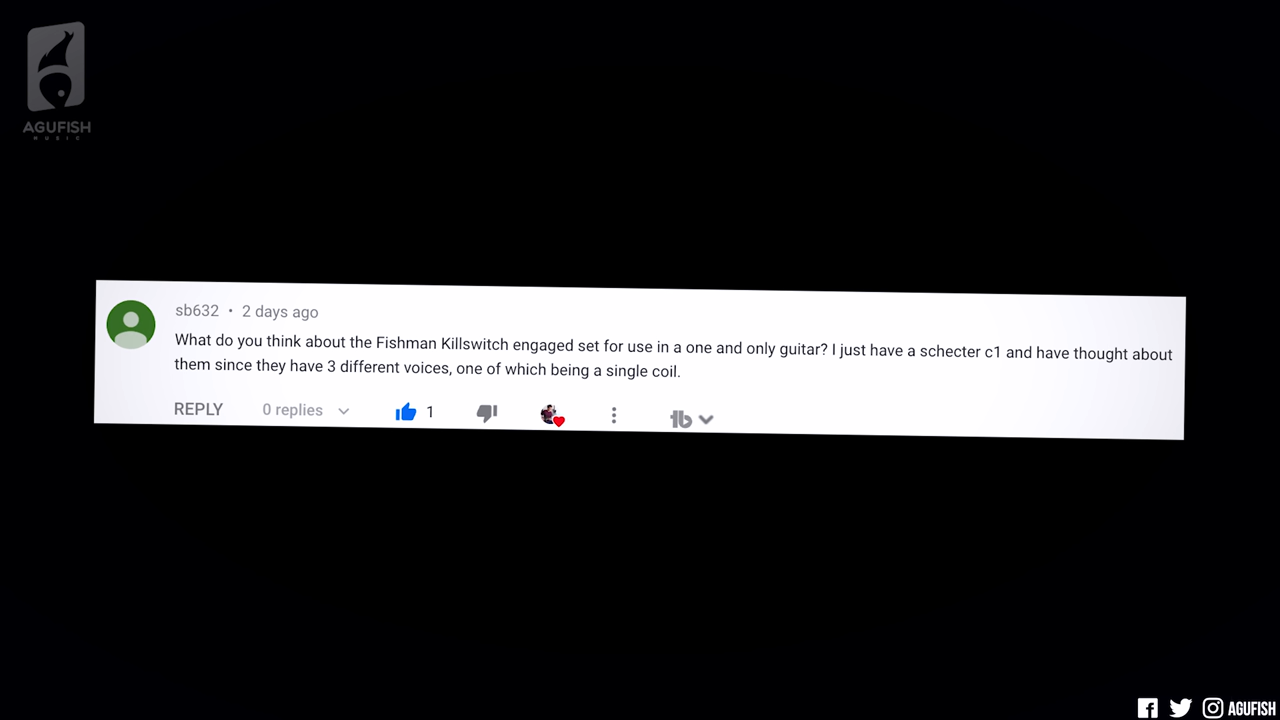 AGUFISH
MUSIC
sb632 • 2 days ago
What do you think about the Fishman Killswitch engaged set for use in a one and only guitar? I just have a schecter c1 and have thought about
them since they have 3 different voices, one of which being a single coil.
REPLY 0 replies 1 tb
AGUFISH